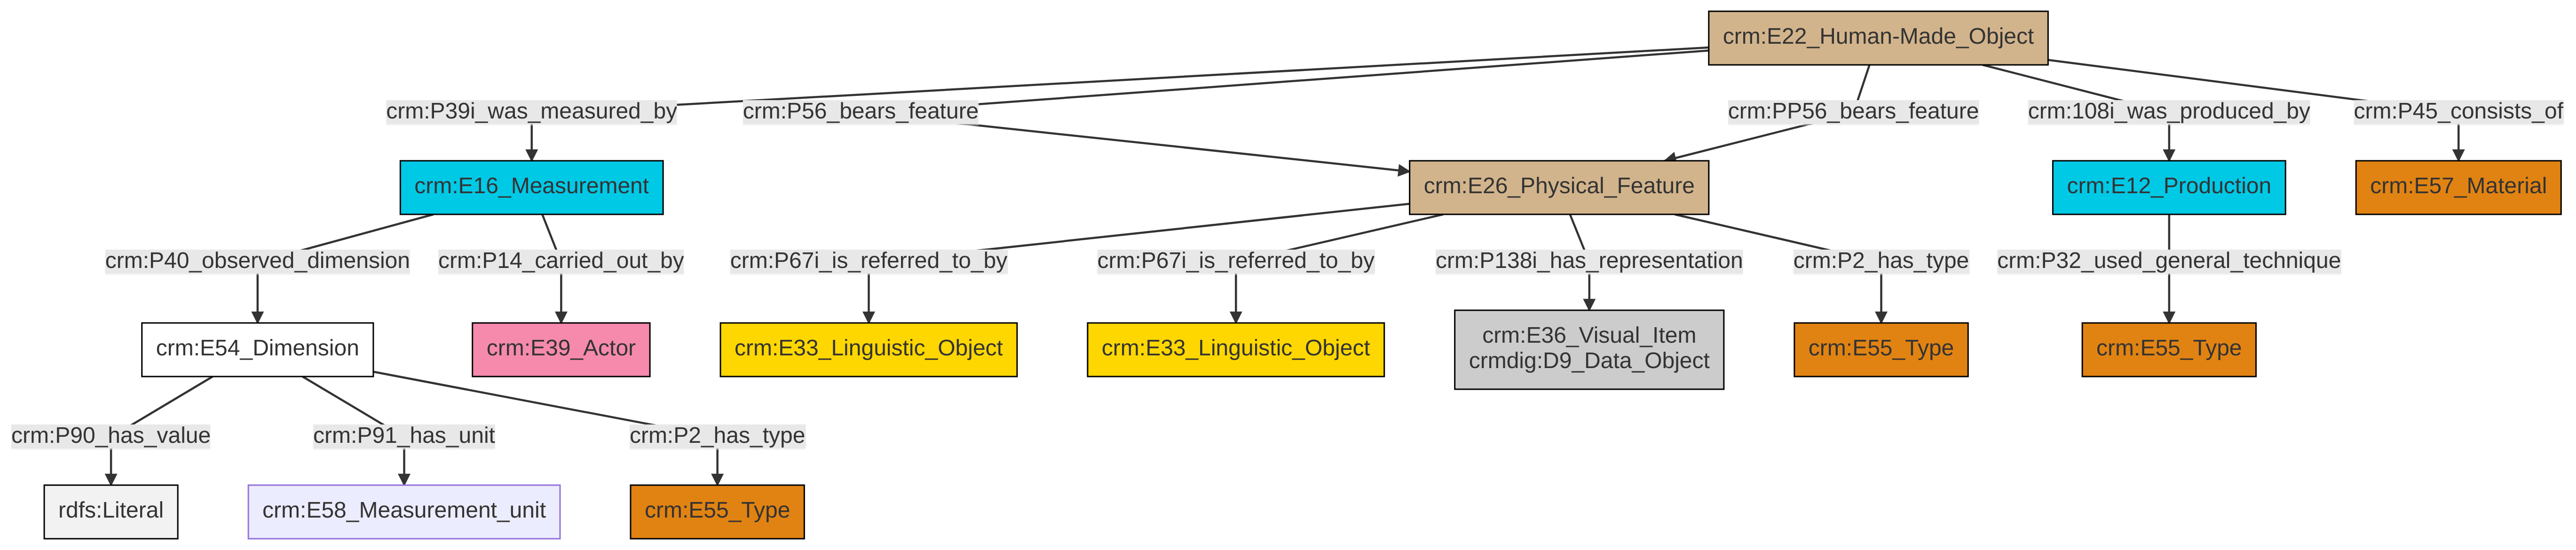 crm:E22_Human-Made_Object
crm:P39i_was_measured_by
crm:P56_bears_feature
crm:PP56_bears_feature
crm:108i_was_produced_by
crm:P45_consists_of
crm:E16_Measurement
crm:E26_Physical_Feature
crm:E12_Production
crm:E57_Material
crm:P40_observed_dimension
crm:P14_carried_out_by
crm:P67i_is_referred_to_by
crm:P67i_is_referred_to_by
crm:P138i_has_representation
crm:P2_has_type
crm:P32_used_general_technique
crm:E54_Dimension
crm:E39_Actor
crm:E33_Linguistic_Object
crm:E33_Linguistic_Object
crm:E36_Visual_Item
crmdig:D9_Data_Object
crm:E55_Type
crm:E55_Type
crm:P90_has_value
crm:P91_has_unit
crm:P2_has_type
rdfs:Literal
crm:E58_Measurement_unit
crm:E55_Type